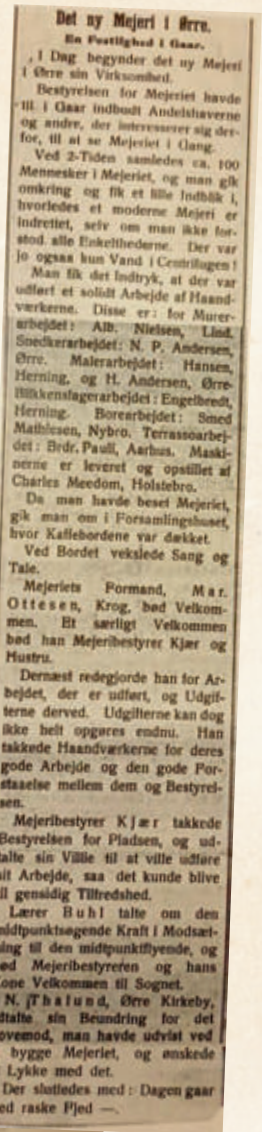 Det ny Mejeri i Ørre.
En Festlighed i Gaar.
I Dag begynder det ny Mejeri
i Ørre sin Virksomhed.
Bestyrelsen for Mejeriet havde
til i Gaar indbudt Andelshaverne
og andre, der interesserer sig der-
for, til at se Mejeriet i Gang.
Ved 2-Tiden samledes ca. 100
Mennesker i Mejeriet, og man gik
omkring og fik et lille Indblik i,
hvorledes et moderne Mejeri er
indrettet, selv om man ikke for-
stod alle Enkelthederne. Der var
jo ogsaa kun Vand i Centrifugen!
Man fik det Indtryk, at der var
udført et solidt Arbejde af Haand-
værkerne. Disse er: for Murer-
arbejdet: Alb. Nielsen, Lind.
Snedkerarbejdet: N. P. Andersen,
Ørre. Malerarbejdet: Hansen,
Herning, og H. Andersen, Ørre.
Blikkenslagerarbejdet: Engelbredt,
Herning. Borearbejdet: Smed
Mathiesen, Nybro. Terrassoarbej-
det: Brdr. Pauli, Aarhus. Maski-
nerne er leveret og opstillet af
Charles Meedom, Holstebro.
Da man havde beset Mejeriet,
gik man om i Forsamlingshuset,
hvor Kaffebordene var dækket.
Ved Bordet vekslede Sang og
Tale.
Mejeriets Formand, Mar.
Ottesen, Krog, bød Velkom-
men. Et særligt Velkommen
bød han Mejeribestyrer Kjær og
Hustru.
Dernæst redegjorde han for Ar-
bejdet, der er udført, og Udgif-
terne derved. Udgifterne kan dog
ikke helt opgøres endnu. Han
takkede Haandværkerne for deres
gode Arbejde og den gode For-
staaelse mellem dem og Bestyrel-
sen.
Mejeribestyrer Kjær takkede
Bestyrelsen for Pladsen, og ud-
talte sin Villie til at ville udføre
sit Arbejde, saa det kunde blive
til gensidig Tilfredshed.
Lærer Buhl talte om den
midtpunktsøgende Kraft i Modsæt-
ning til den midtpunktflyende, og
bød Mejeribestyreren og hans
Kone Velkommen til Sognet.
N. Thalund, Ørre Kirkeby,
udtalte sin Beundring for det
Vovemod, man havde udvist ved
bygge Mejeriet, og ønskede
Lykke med det.
Der sluttedes med: Dagen gaar
ed raske Fjed —.